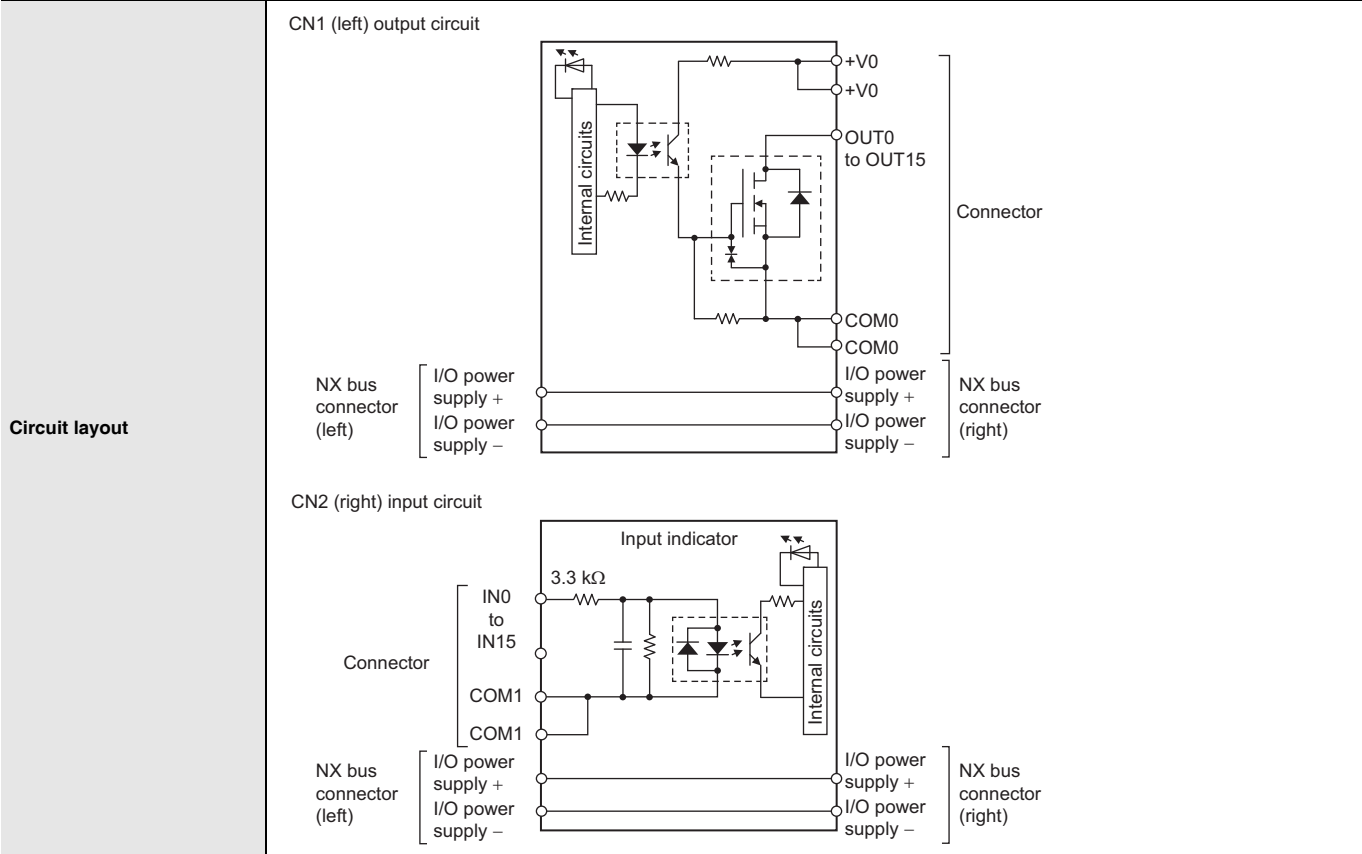 Circuit layout
CN1 (left) output circuit
Internal circuits
+V0
+V0
OUT0
to OUT15
Connector
COM0
COM0
NX bus
connector
(left)
I/O power
supply +
I/O power
supply −
I/O power
supply +
I/O power
supply −
NX bus
connector
(right)
CN2 (right) input circuit
Input indicator
3.3 kΩ
IN0
to
IN15
Connector
COM1
COM1
Internal circuits
NX bus
connector
(left)
I/O power
supply +
I/O power
supply −
I/O power
supply +
I/O power
supply −
NX bus
connector
(right)